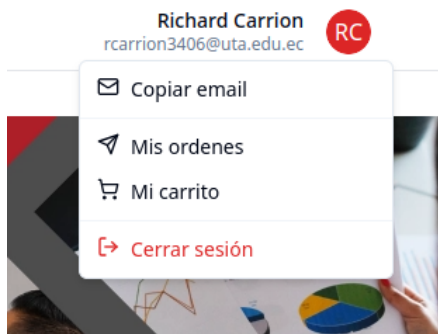 Richard Carrion
rcarrion3406@uta.edu.ec
RC
Copiar email
Mis ordenes
Mi carrito
Cerrar sesión